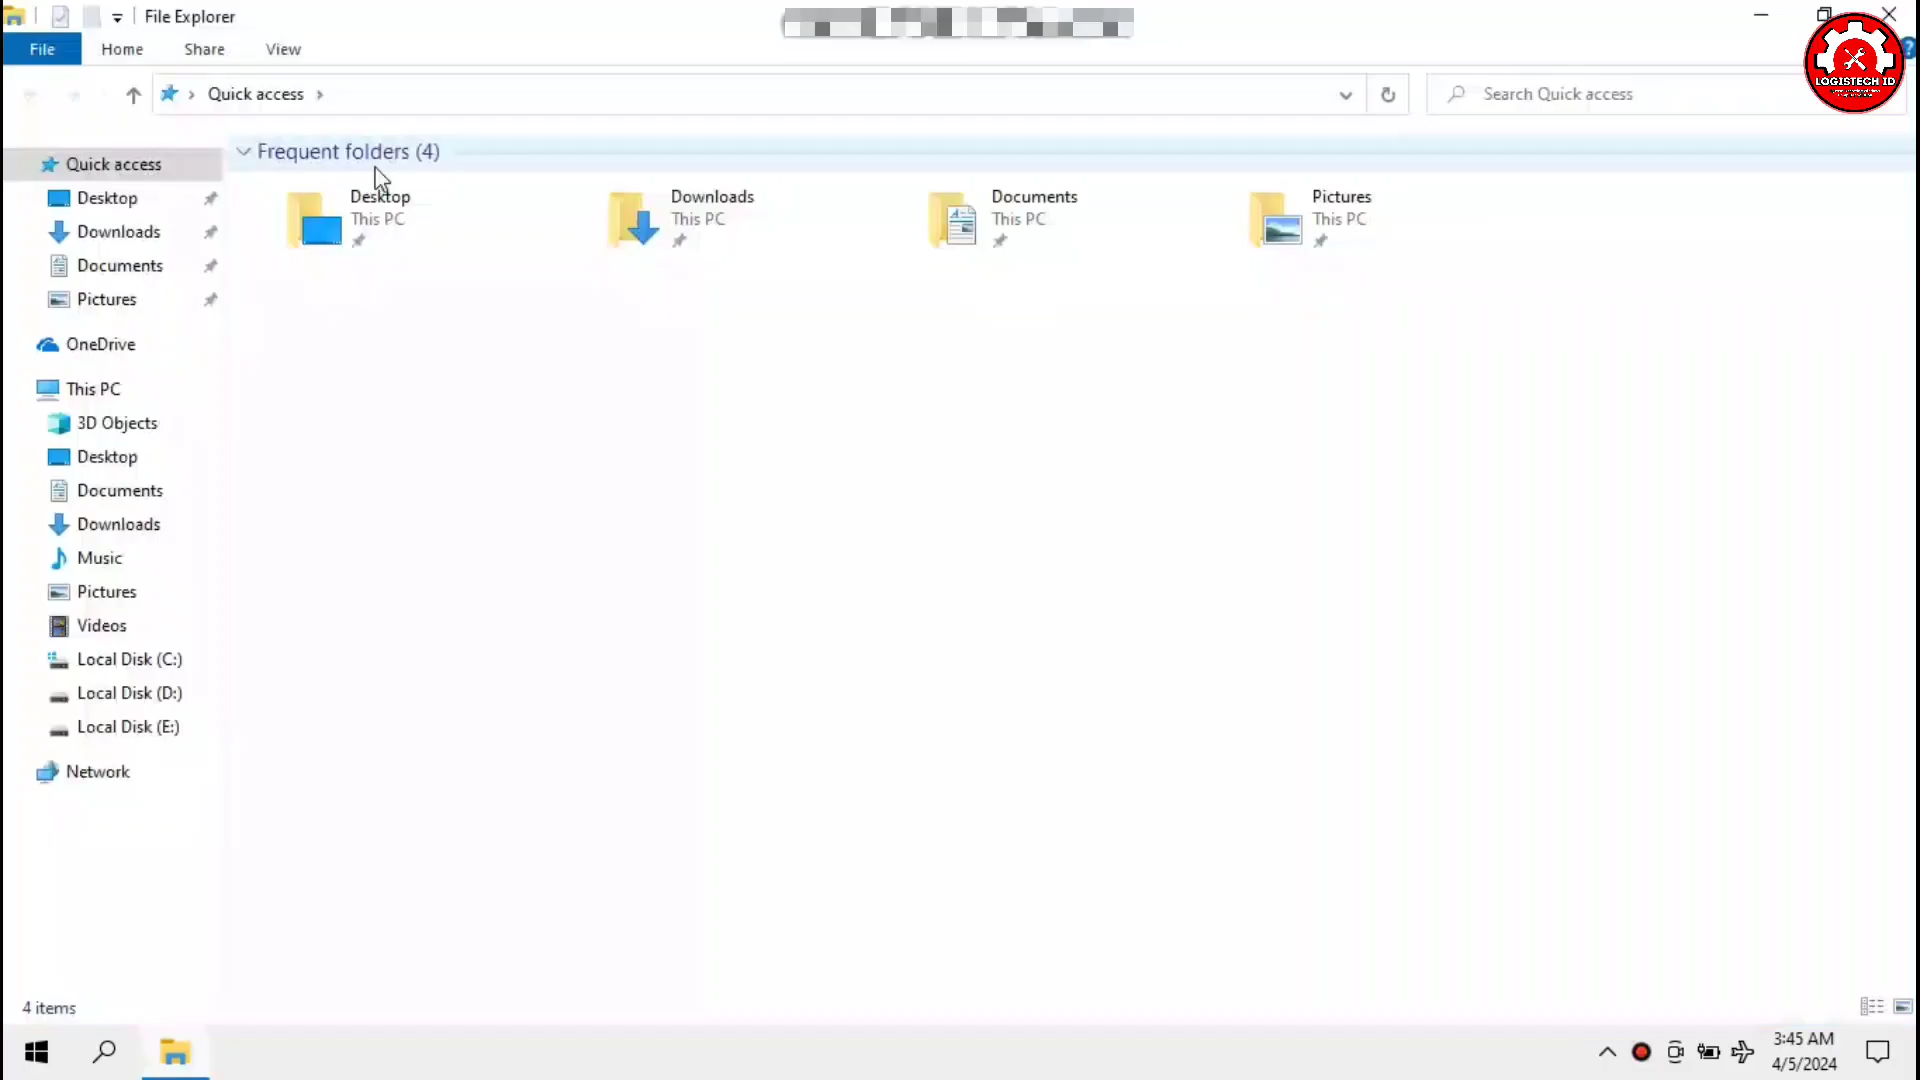 File Explorer
File Home Share View
Quick access
Search Quick access
LOGISTECH ID
Quick access
Desktop
Downloads
Documents
Pictures
OneDrive
This PC
3D Objects
Desktop
Documents
Downloads
Music
Pictures
Videos
Local Disk (C:)
Local Disk (D:)
Local Disk (E:)
Network
Frequent folders (4)
Desktop
This PC
Downloads
This PC
Documents
This PC
Pictures
This PC
4 items
3:45 AM
4/5/2024